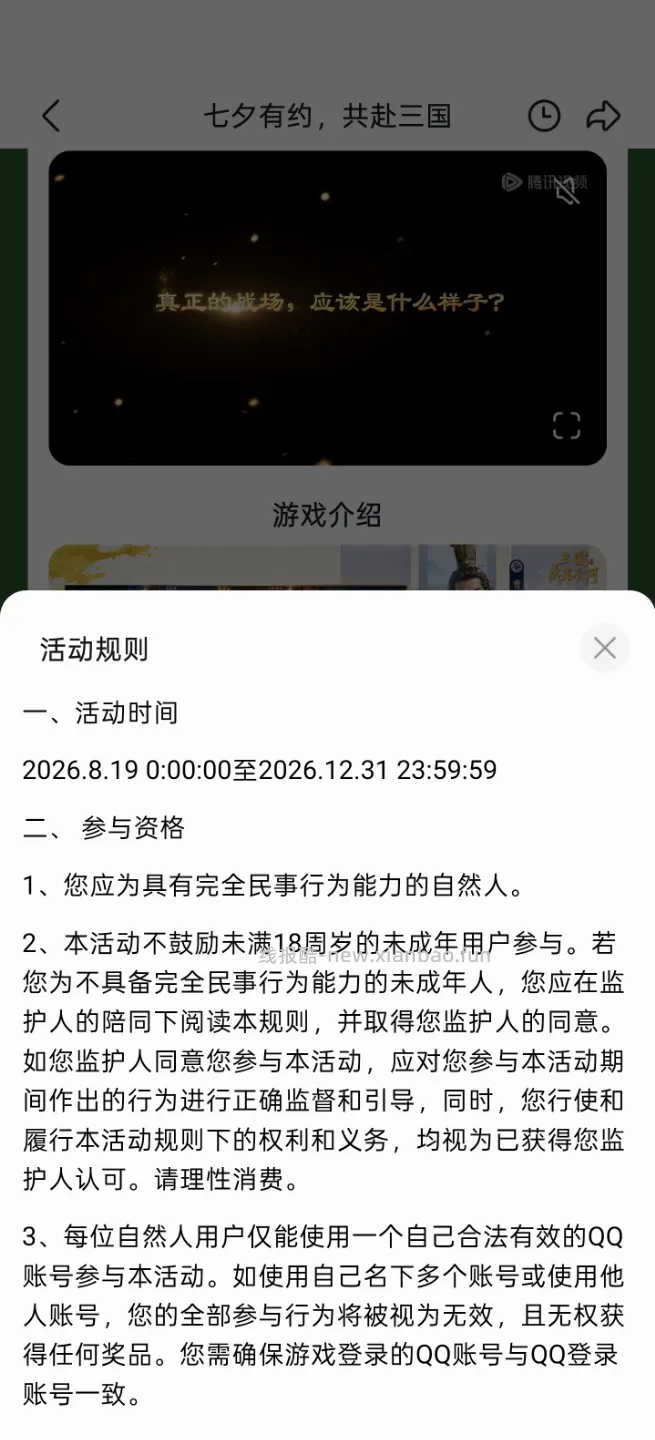 七夕有约，共赴三国
腾讯视频
真正的战场，应该是什么样子？
游戏介绍
三国
活动规则
一、活动时间
2026.8.19 0:00:00至2026.12.31 23:59:59
二、 参与资格
1、您应为具有完全民事行为能力的自然人。
2、本活动不鼓励未满18周岁的未成年用户参与。若
线报酷-new.xianbao.fun
您为不具备完全民事行为能力的未成年人，您应在监
护人的陪同下阅读本规则，并取得您监护人的同意。
如您监护人同意您参与本活动，应对您参与本活动期
间作出的行为进行正确监督和引导，同时，您行使和
履行本活动规则下的权利和义务，均视为已获得您监
护人认可。请理性消费。
3、每位自然人用户仅能使用一个自己合法有效的QQ
账号参与本活动。如使用自己名下多个账号或使用他
人账号，您的全部参与行为将被视为无效，且无权获
得任何奖品。您需确保游戏登录的QQ账号与QQ登录
账号一致。